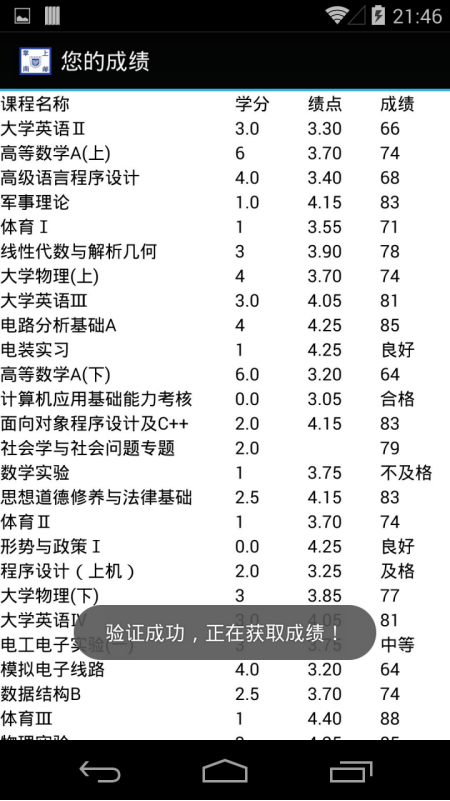 21:46
掌上南邮
您的成绩
课程名称 学分 绩点 成绩
大学英语Ⅱ 3.0 3.30 66
高等数学A(上) 6 3.70 74
高级语言程序设计 4.0 3.40 68
军事理论 1.0 4.15 83
体育Ⅰ 1 3.55 71
线性代数与解析几何 3 3.90 78
大学物理(上) 4 3.70 74
大学英语Ⅲ 3.0 4.05 81
电路分析基础A 4 4.25 85
电装实习 1 4.25 良好
高等数学A(下) 6.0 3.20 64
计算机应用基础能力考核 0.0 3.05 合格
面向对象程序设计及C++ 2.0 4.15 83
社会学与社会问题专题 2.0 79
数学实验 1 3.75 不及格
思想道德修养与法律基础 2.5 4.15 83
体育Ⅱ 1 3.70 74
形势与政策Ⅰ 0.0 4.25 良好
程序设计（上机） 2.0 3.25 及格
大学物理(下) 3 3.85 77
大学英语Ⅳ 3.0 4.05 81
验证成功，正在获取成绩！
电工电子实验(一) 3 3.75 中等
模拟电子线路 4.0 3.20 64
数据结构B 2.5 3.70 74
体育Ⅲ 1 4.40 88